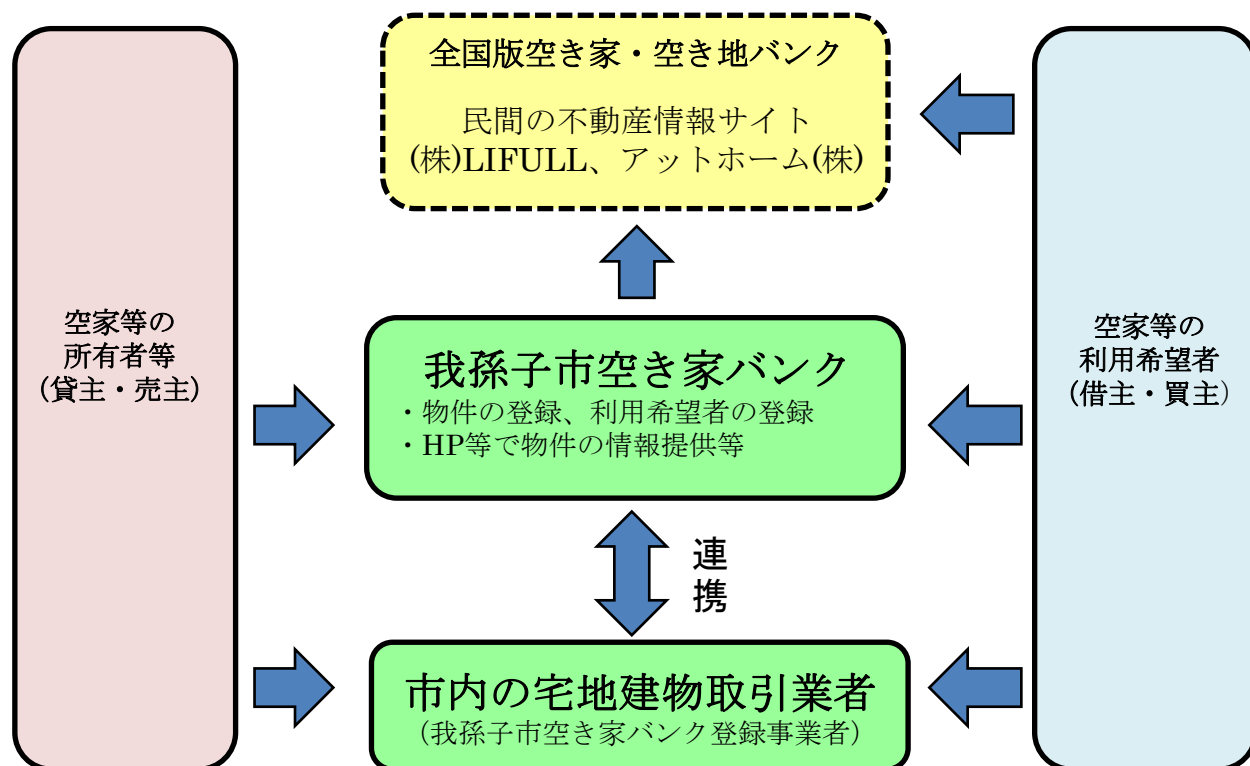 全国版空き家・空き地バンク
民間の不動産情報サイト
(株)LIFULL、アットホーム(株)
空家等の
所有者等
(貸主・売主)
我孫子市空き家バンク
・物件の登録、利用希望者の登録
・HP等で物件の情報提供等
空家等の
利用希望者
(借主・買主)
連
携
市内の宅地建物取引業者
(我孫子市空き家バンク登録事業者)